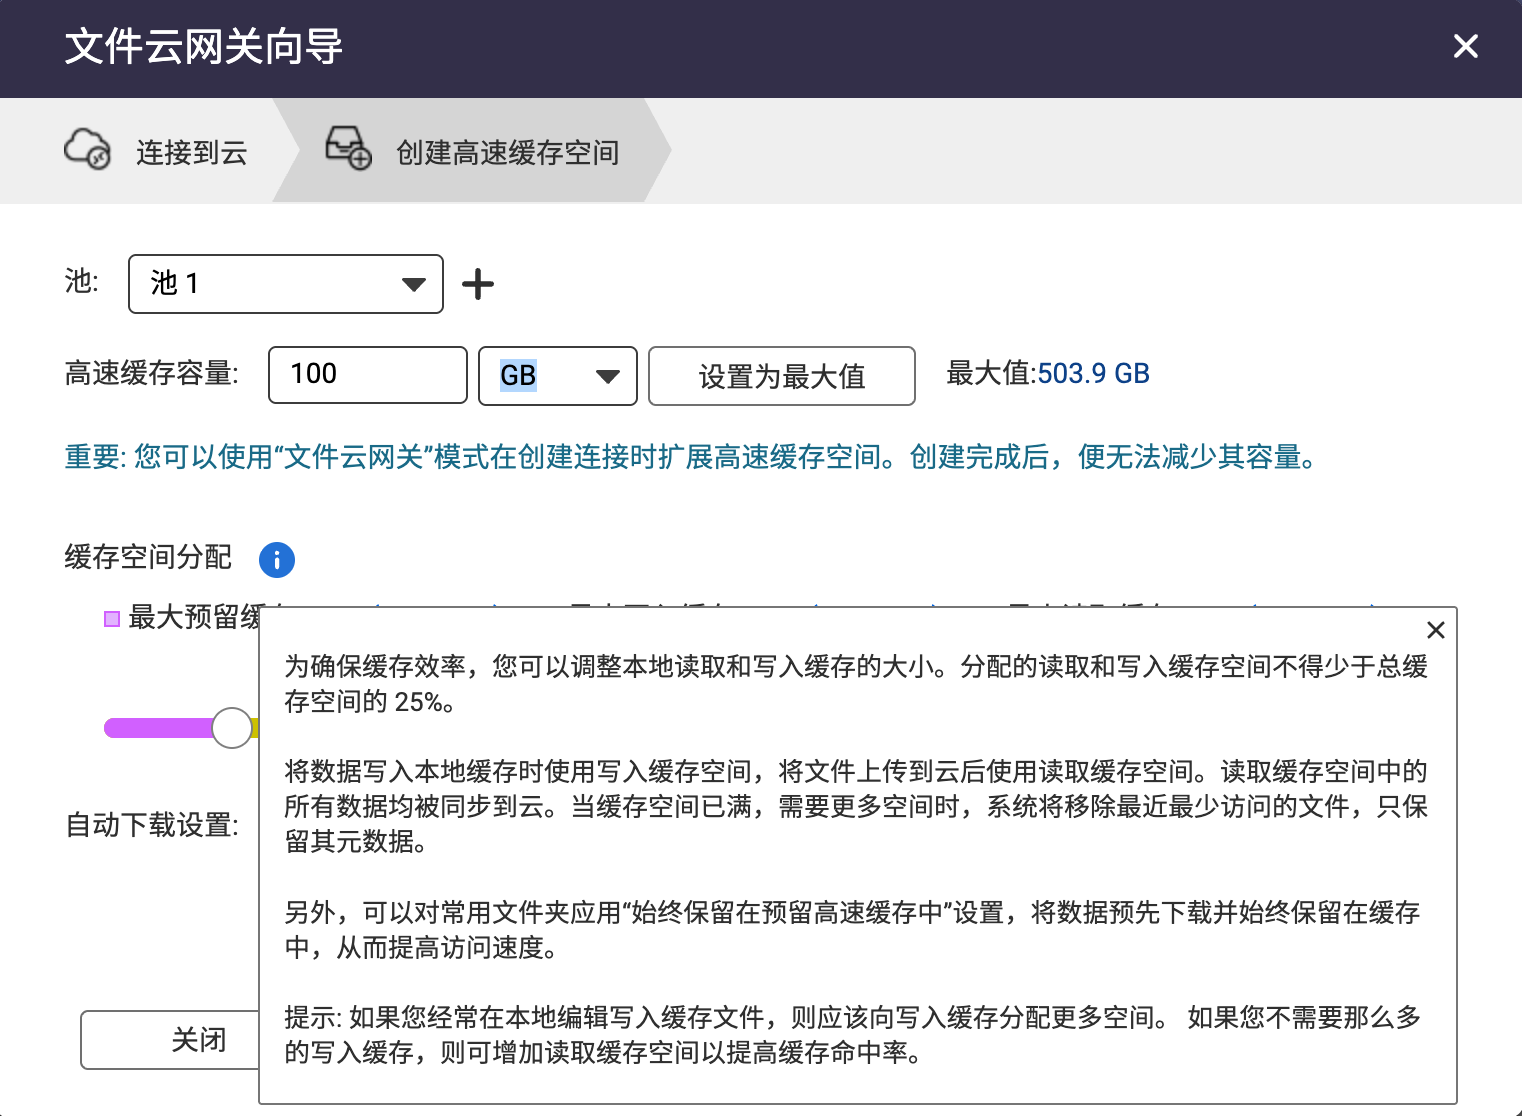 文件云网关向导
连接到云
创建高速缓存空间
池: 池 1
高速缓存容量: 100 GB 设置为最大值 最大值:503.9 GB
重要: 您可以使用“文件云网关”模式在创建连接时扩展高速缓存空间。创建完成后，便无法减少其容量。
缓存空间分配
最大预留缓
为确保缓存效率，您可以调整本地读取和写入缓存的大小。分配的读取和写入缓存空间不得少于总缓
存空间的 25%。
将数据写入本地缓存时使用写入缓存空间，将文件上传到云后使用读取缓存空间。读取缓存空间中的
所有数据均被同步到云。当缓存空间已满，需要更多空间时，系统将移除最近最少访问的文件，只保
留其元数据。
另外，可以对常用文件夹应用“始终保留在预留高速缓存中”设置，将数据预先下载并始终保留在缓存
中，从而提高访问速度。
提示: 如果您经常在本地编辑写入缓存文件，则应该向写入缓存分配更多空间。 如果您不需要那么多
的写入缓存，则可增加读取缓存空间以提高缓存命中率。
自动下载设置:
关闭